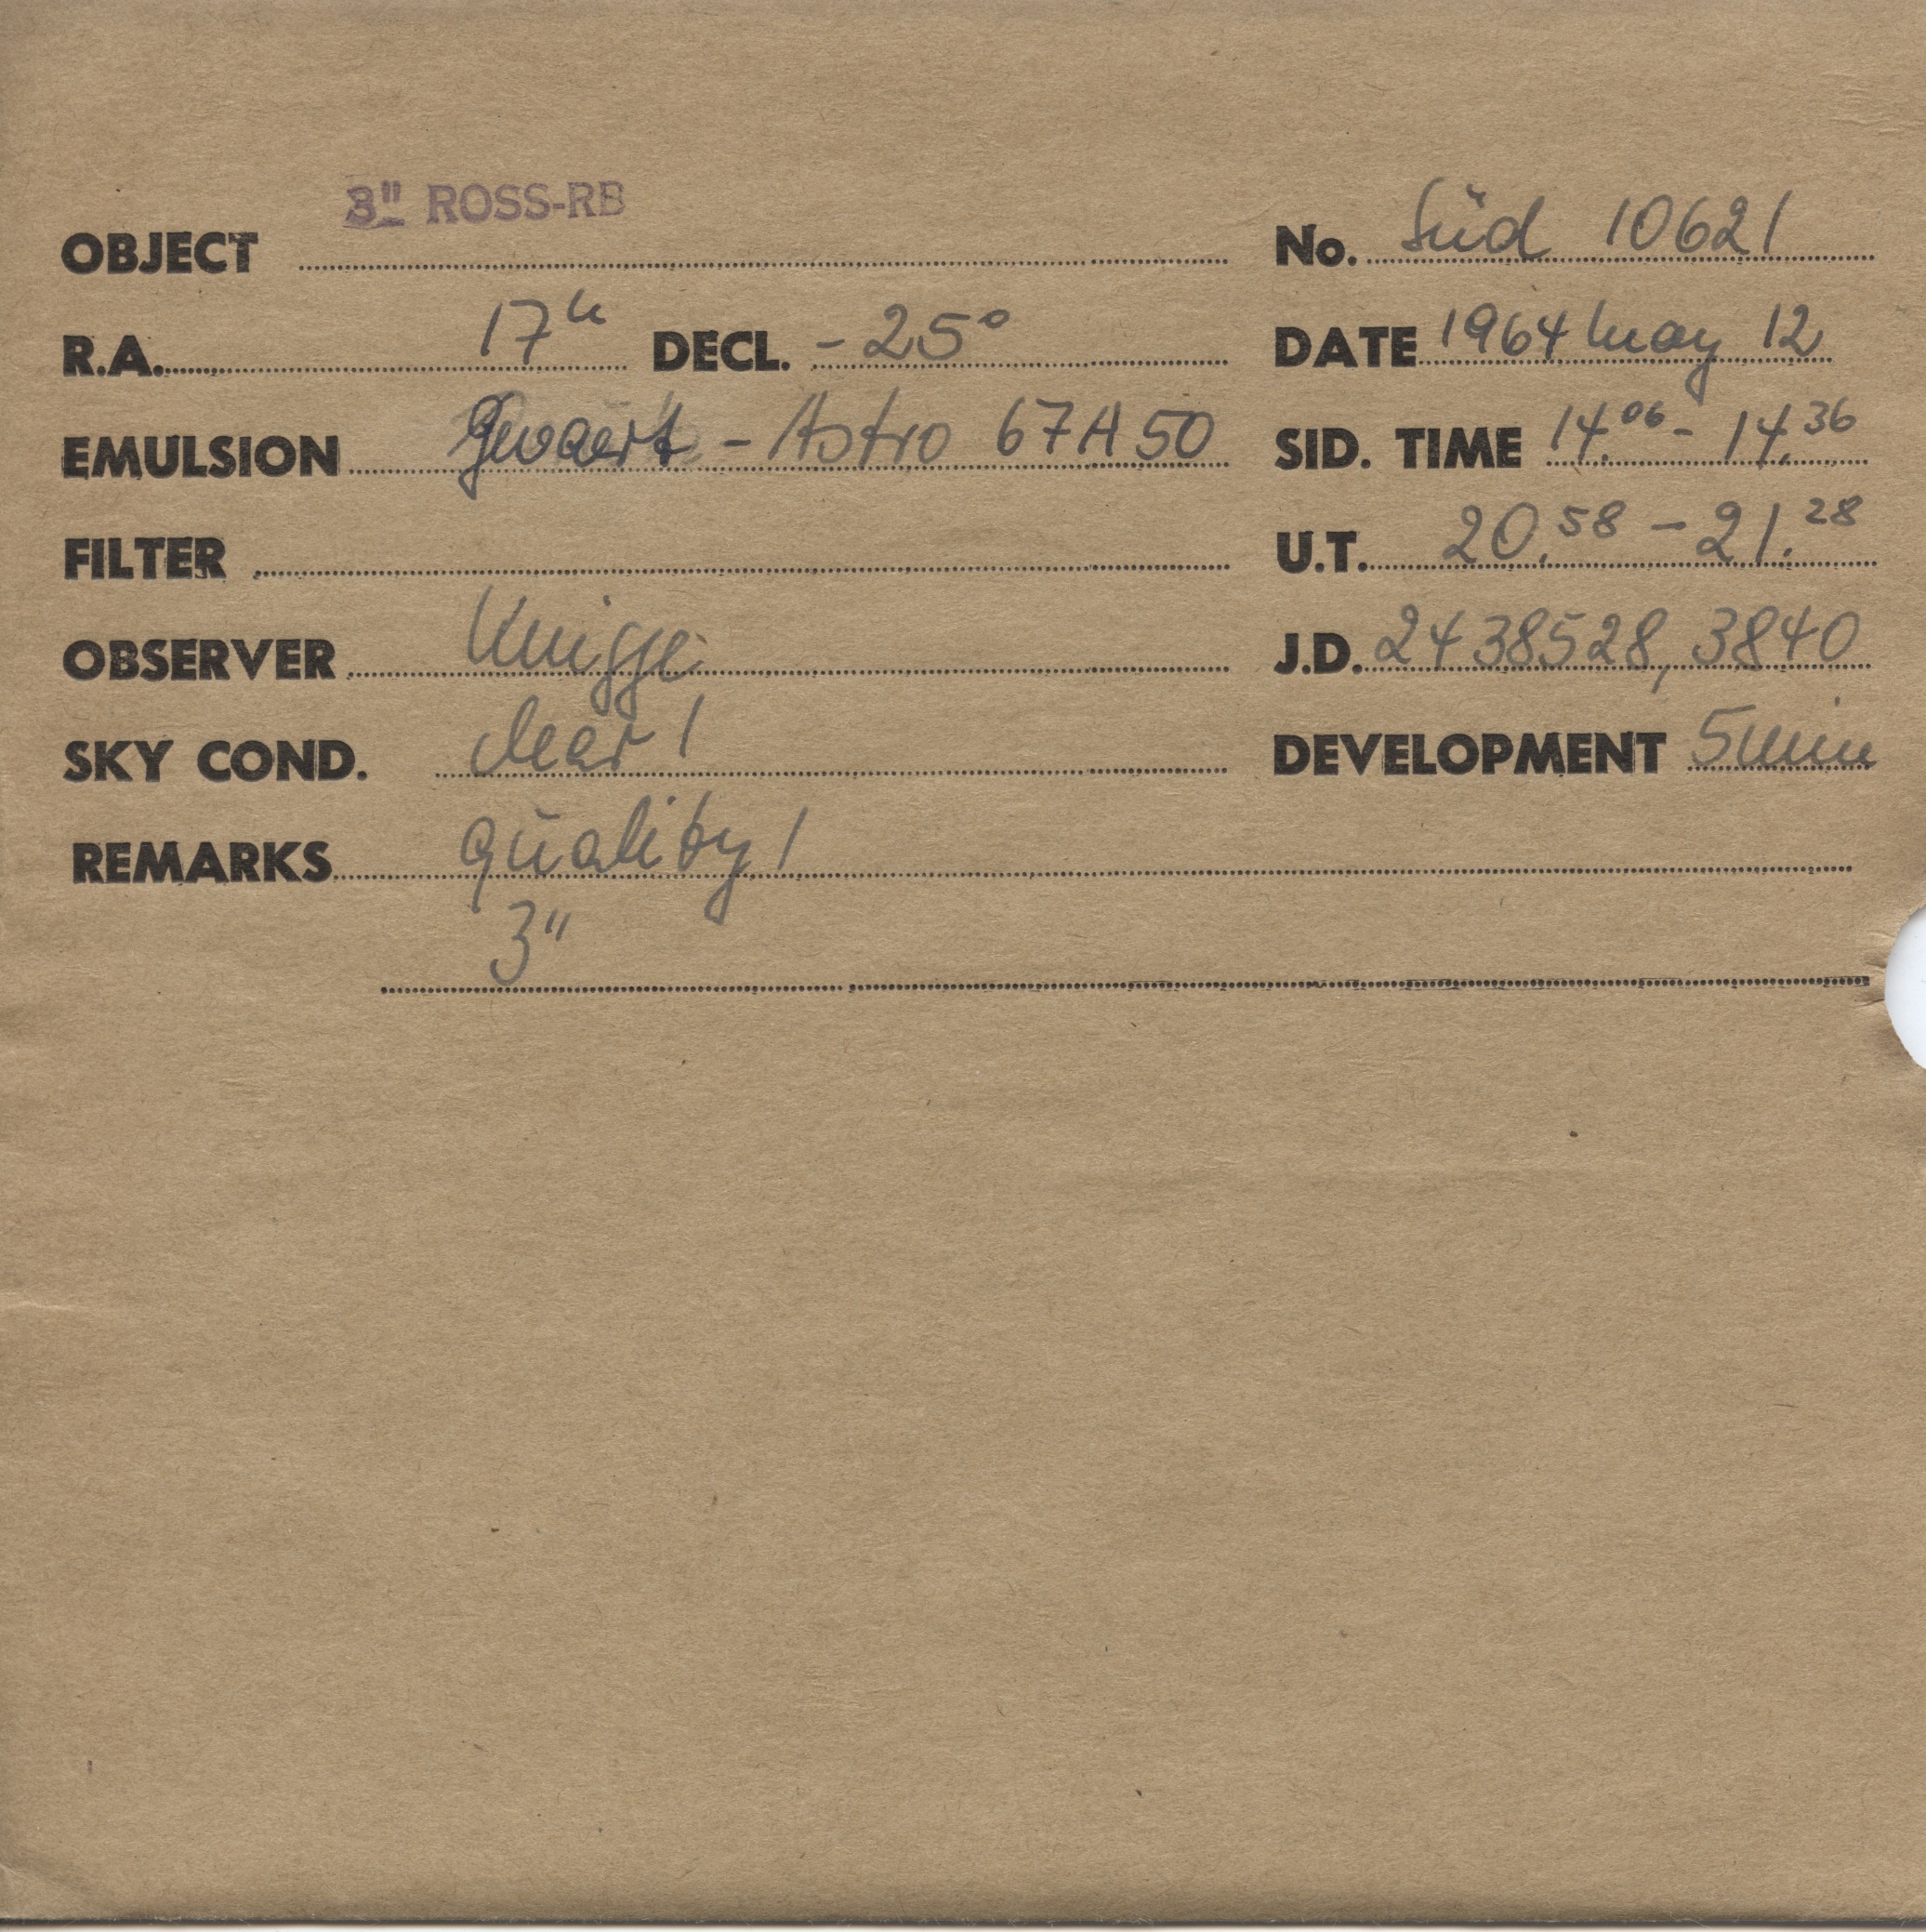 3" ROSS-RB
OBJECT No. Süd 10621
R.A. 17h DECL. -25° DATE 1964 May 12
EMULSION Gevaert - Astro 67A50 SID. TIME 14.06 - 14.36
FILTER U.T. 20.58 - 21.28
OBSERVER Knigge J.D. 2438528,3840
SKY COND. clear 1 DEVELOPMENT 5min
REMARKS quality 1
3"